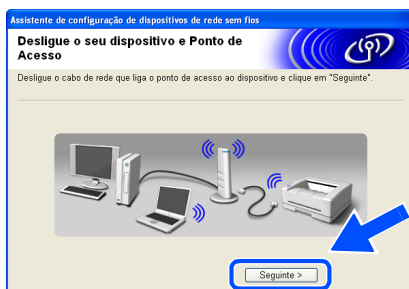 Assistente de configuração de dispositivos de rede sem fios
Desligue o seu dispositivo e Ponto de
Acesso
Desligue o cabo de rede que liga o ponto de acesso ao dispositivo e clique em "Seguinte".
Seguinte >